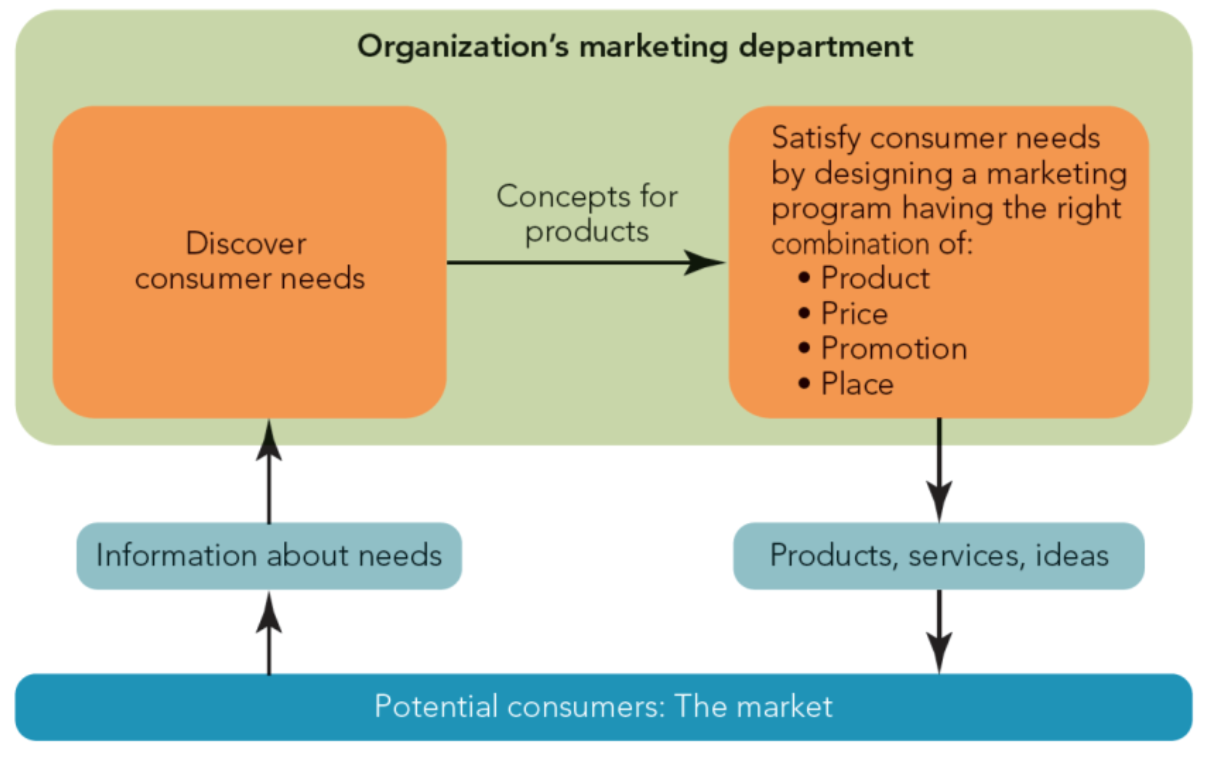 Organization's marketing department
Discover
consumer needs
Concepts for
products
Satisfy consumer needs
by designing a marketing
program having the right
combination of:
• Product
• Price
• Promotion
• Place
Information about needs
Products, services, ideas
Potential consumers: The market